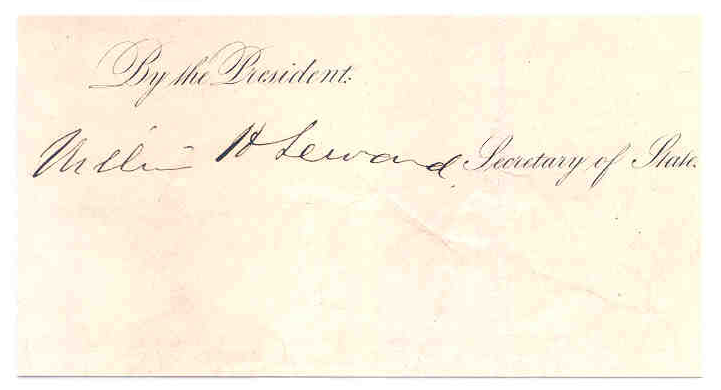 By the President:
William H Seward, Secretary of State.